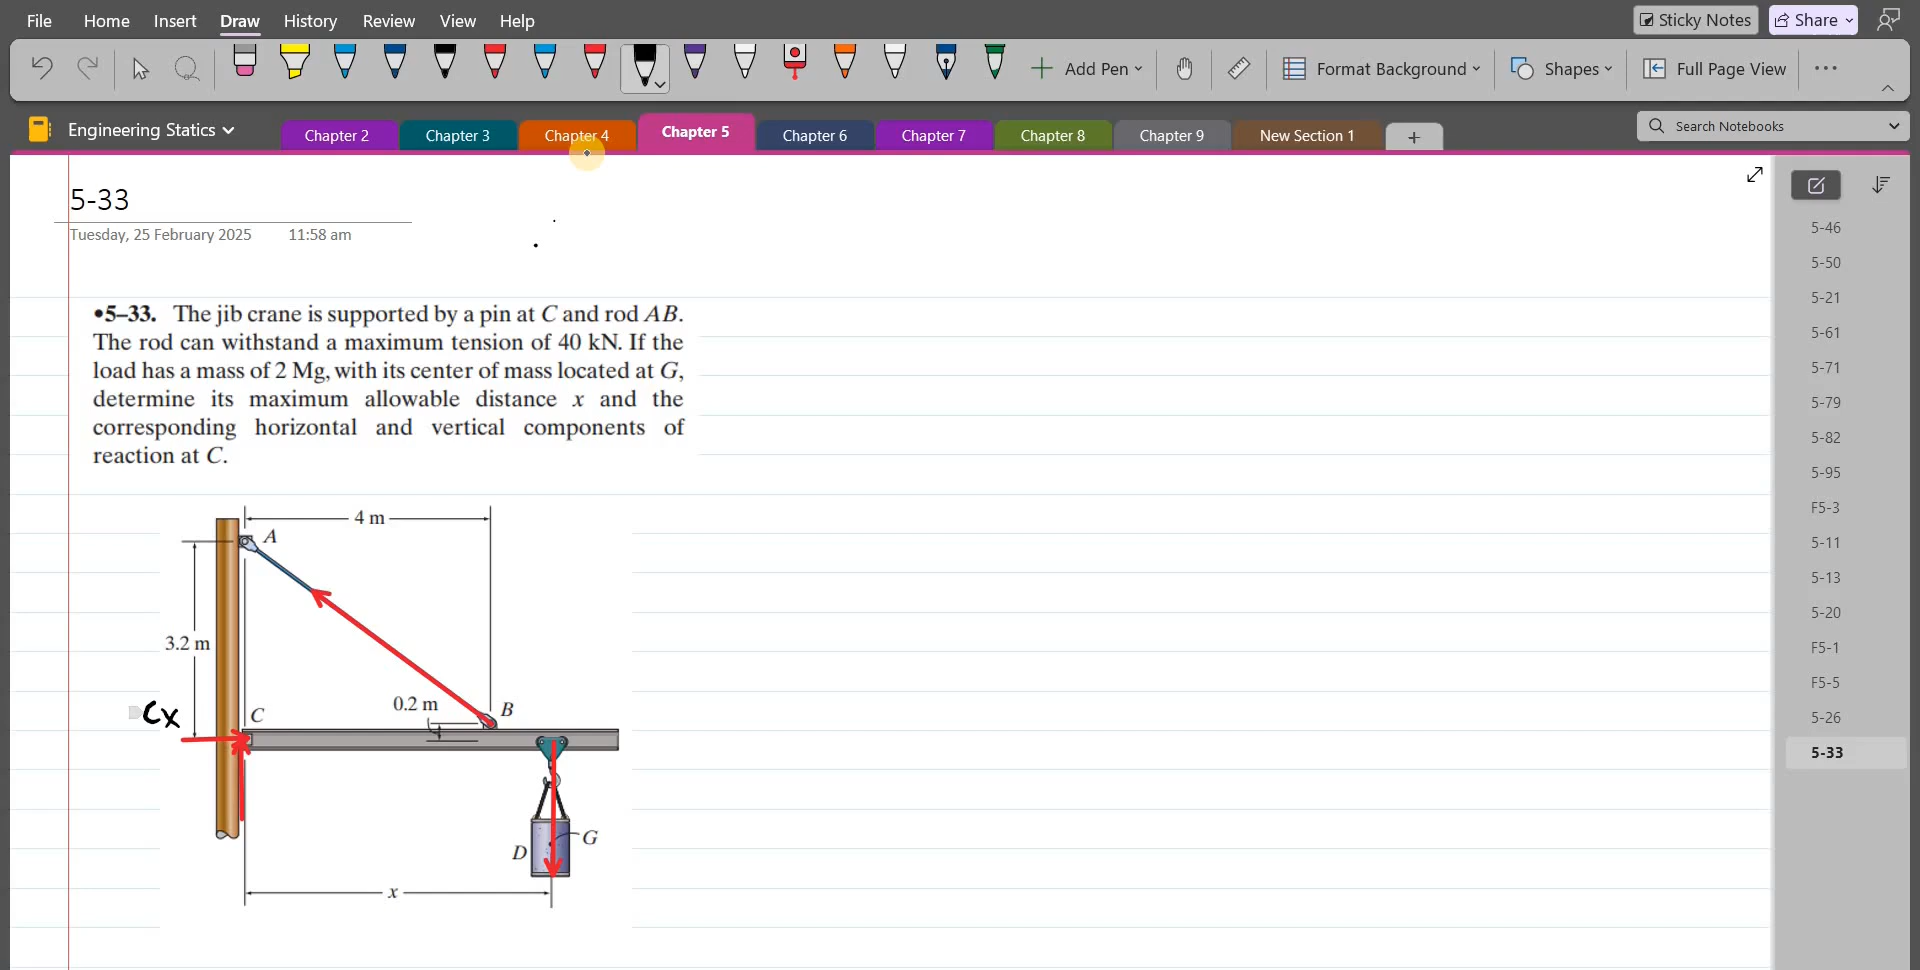 File Home Insert Draw History Review View Help
Sticky Notes Share
Add Pen Format Background Shapes Full Page View
Engineering Statics
Chapter 2 Chapter 3 Chapter 4 Chapter 5 Chapter 6 Chapter 7 Chapter 8 Chapter 9 New Section 1 +
Search Notebooks
5-33
Tuesday, 25 February 2025 11:58 am
•5–33. The jib crane is supported by a pin at C and rod AB.
The rod can withstand a maximum tension of 40 kN. If the
load has a mass of 2 Mg, with its center of mass located at G,
determine its maximum allowable distance x and the
corresponding horizontal and vertical components of
reaction at C.
4 m
A
3.2 m
0.2 m
B
Cx
C
G
D
x
5-46
5-50
5-21
5-61
5-71
5-79
5-82
5-95
F5-3
5-11
5-13
5-20
F5-1
F5-5
5-26
5-33